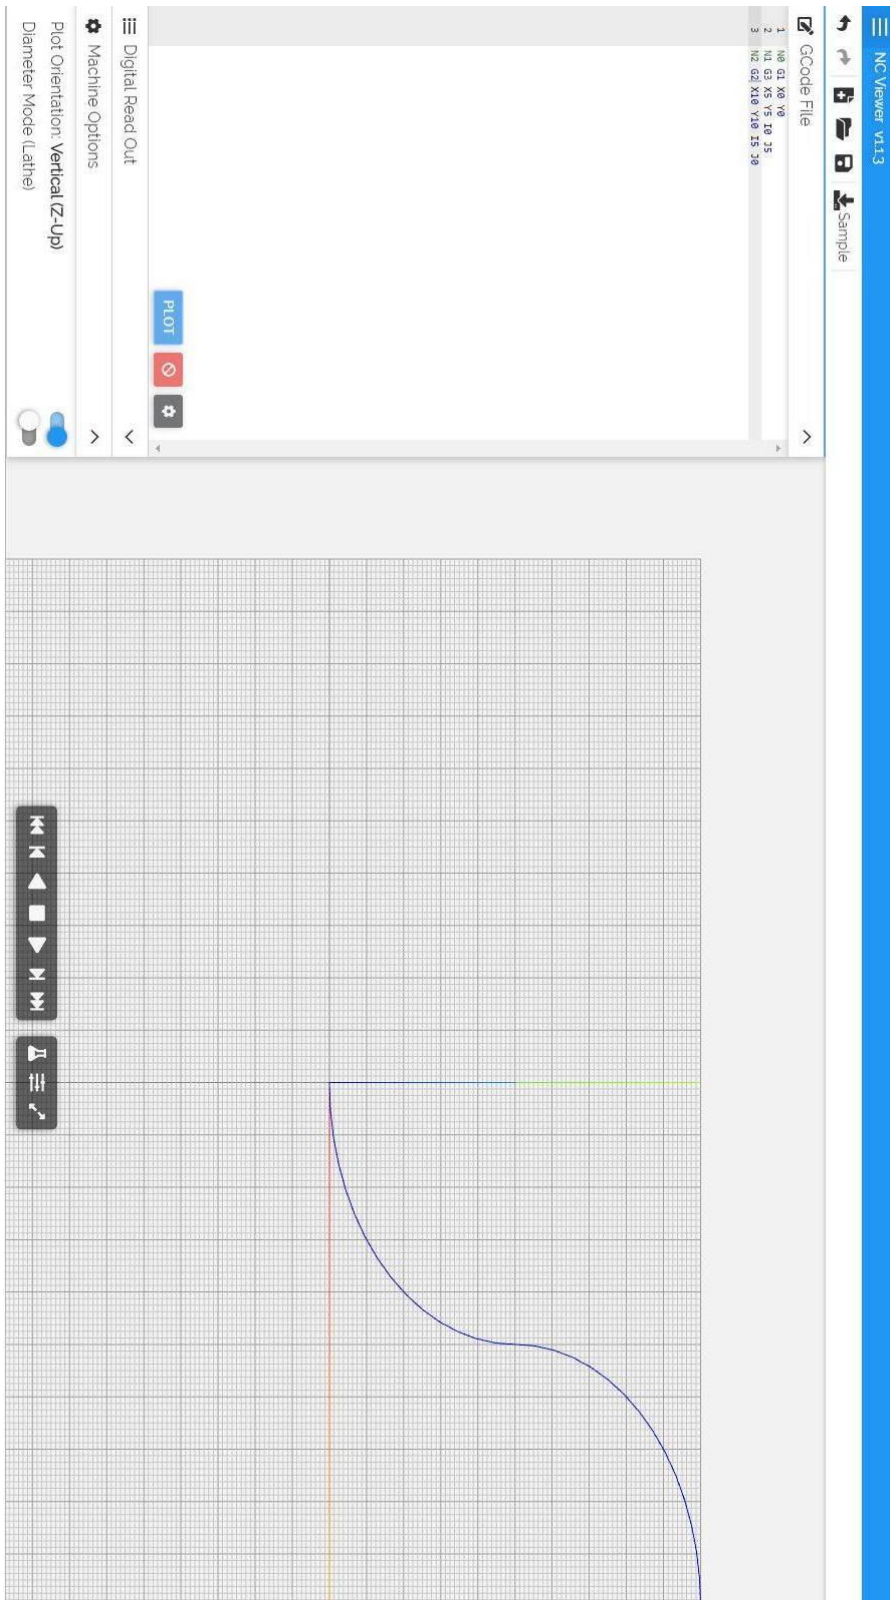 NC Viewer v1.1.3
Sample
GCode File
1 N0 G1 X0 Y0
2 N1 G3 X5 Y5 I0 J5
3 N2 G2 X10 Y10 I5 J0
PLOT
Digital Read Out
Machine Options
Plot Orientation: Vertical (Z-Up)
Diameter Mode (Lathe)